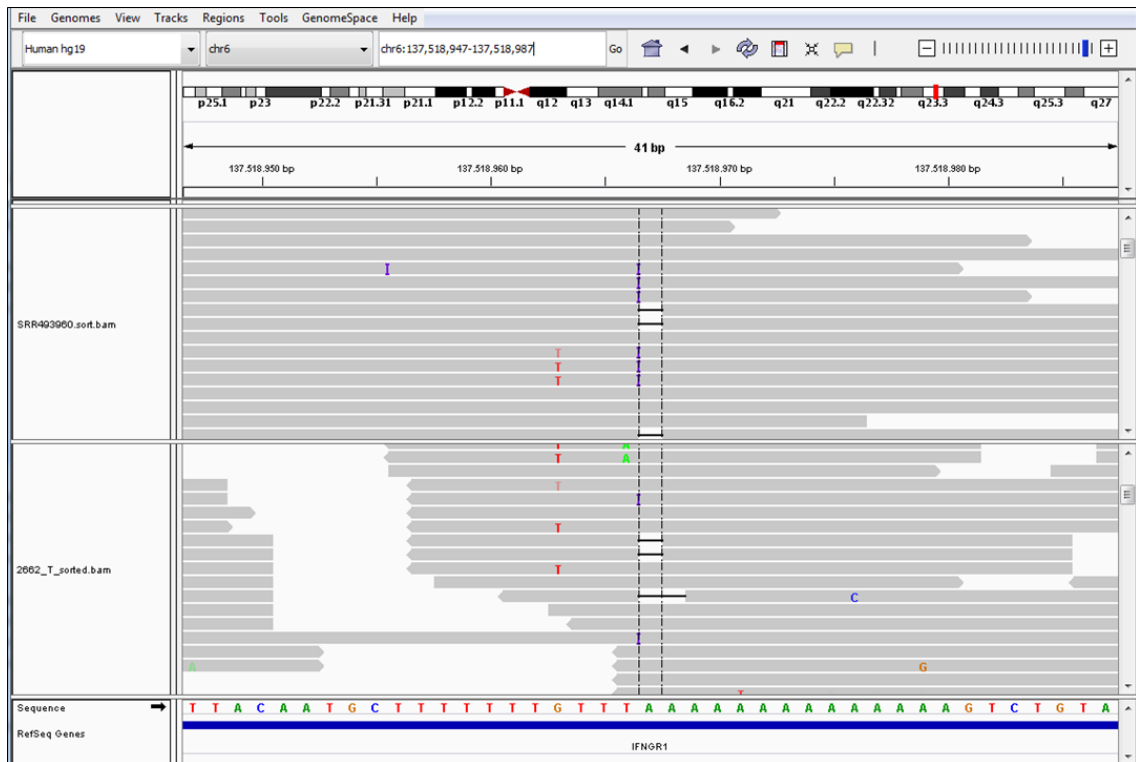 File Genomes View Tracks Regions Tools GenomeSpace Help
Human hg19 chr6 chr6:137,518,947-137,518,987 Go
p25.1 p23 p22.2 p21.31 p21.1 p12.2 p11.1 q12 q13 q14.1 q15 q16.2 q21 q22.2 q22.32 q23.3 q24.3 q25.3 q27
41 bp
137.518.950 bp 137.518.960 bp 137.518.970 bp 137.518.980 bp
I I
I
I
SRR493960.sort.bam
T I
T I
T I
T A
T A
T
I
T
2662_T_sorted.bam
T
C
I
A G
T
Sequence T T A C A A T G C T T T T T T T G T T T A A A A A A A A A A A A A A G T C T G T A
RefSeq Genes
IFNGR1